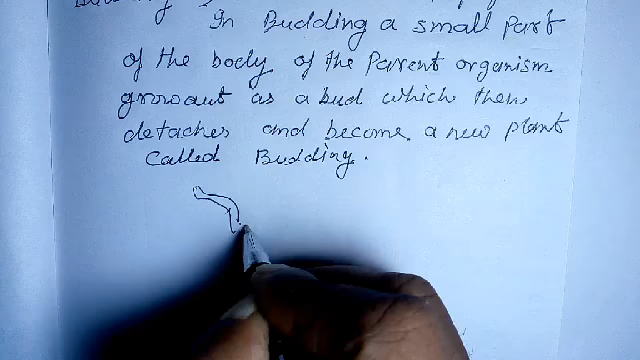 In Budding a small part
of the body of the parent organism
growout as a bud which then
detaches and become a new plant
called Budding.